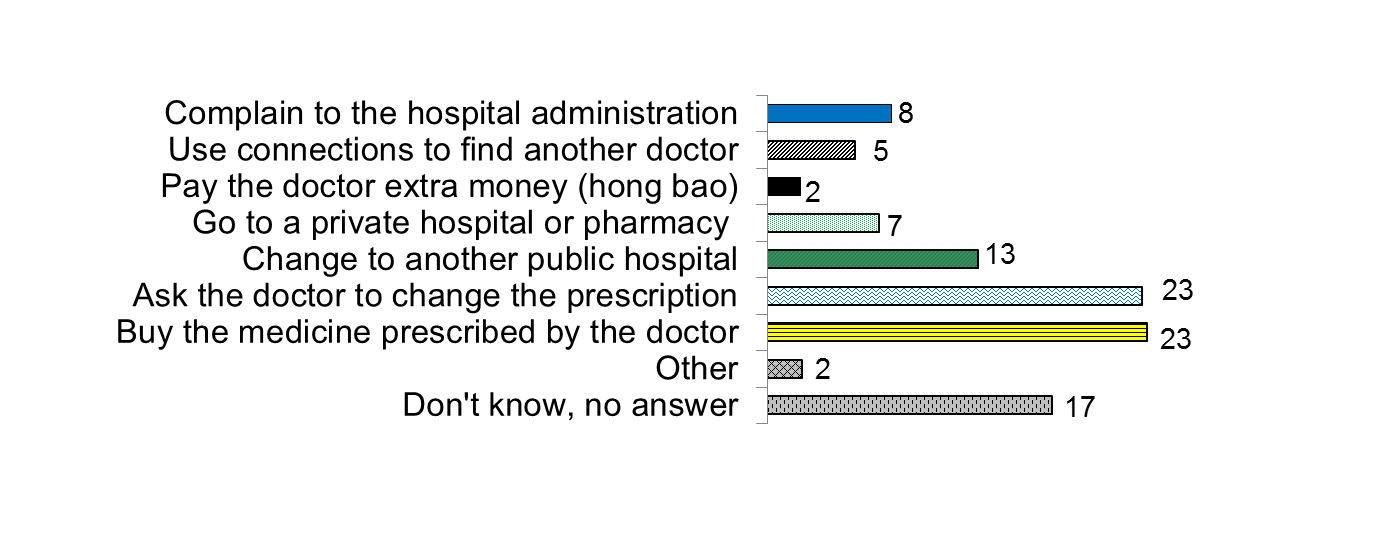 Complain to the hospital administration 8
Use connections to find another doctor 5
Pay the doctor extra money (hong bao) 2
Go to a private hospital or pharmacy 7
Change to another public hospital 13
Ask the doctor to change the prescription 23
Buy the medicine prescribed by the doctor 23
Other 2
Don't know, no answer 17